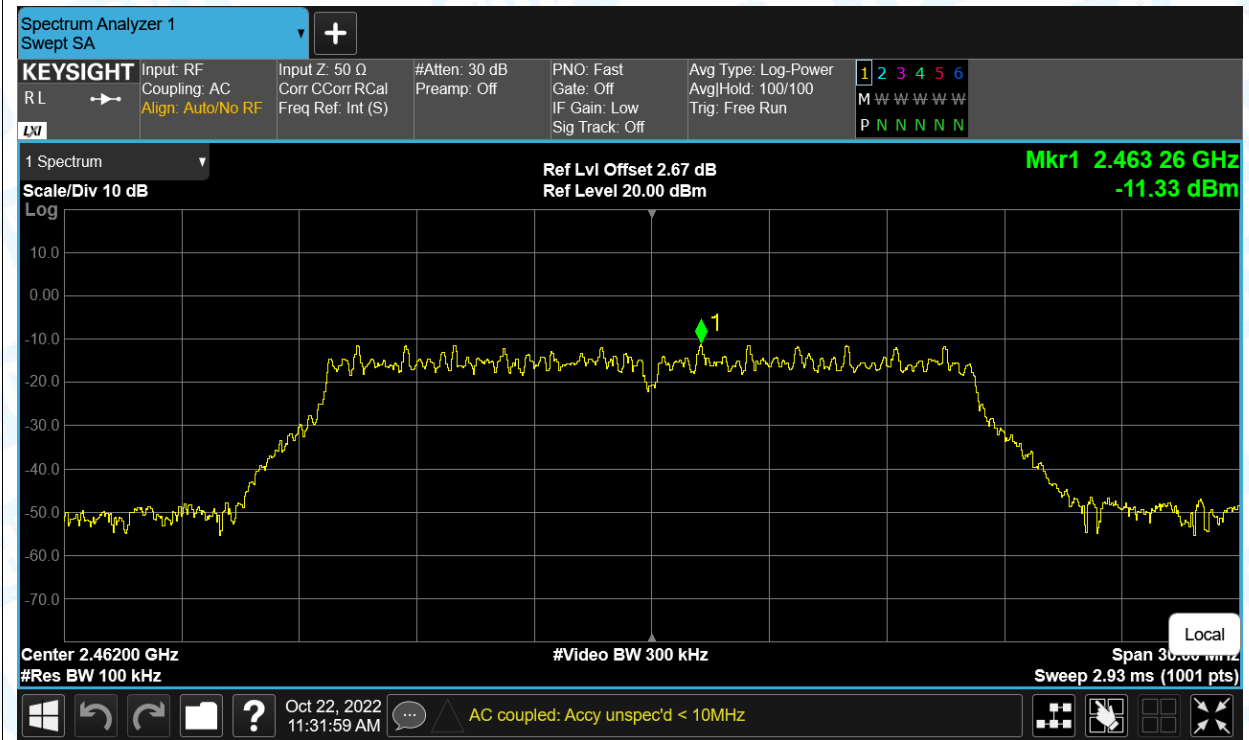 Spectrum Analyzer 1
Swept SA
+
KEYSIGHT
R L
LXI
Input: RF
Coupling: AC
Align: Auto/No RF
Input Z: 50 Ω
Corr CCorr RCal
Freq Ref: Int (S)
#Atten: 30 dB
Preamp: Off
PNO: Fast
Gate: Off
IF Gain: Low
Sig Track: Off
Avg Type: Log-Power
Avg|Hold: 100/100
Trig: Free Run
1 2 3 4 5 6
M W W W W W
P N N N N N
1 Spectrum
Scale/Div 10 dB
Log
Ref Lvl Offset 2.67 dB
Ref Level 20.00 dBm
Mkr1 2.463 26 GHz
-11.33 dBm
10.0
0.00
-10.0
-20.0
-30.0
-40.0
-50.0
-60.0
-70.0
1
Local
Center 2.46200 GHz
#Video BW 300 kHz
Span
#Res BW 100 kHz
Sweep 2.93 ms (1001 pts)
?
Oct 22, 2022
11:31:59 AM
AC coupled: Accy unspec'd < 10MHz